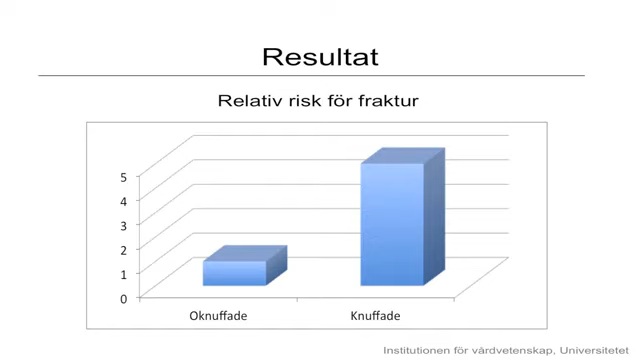 Resultat
Relativ risk för fraktur
5
4
3
2
1
0
Oknuffade Knuffade
Institutionen för vårdvetenskap, Universitetet